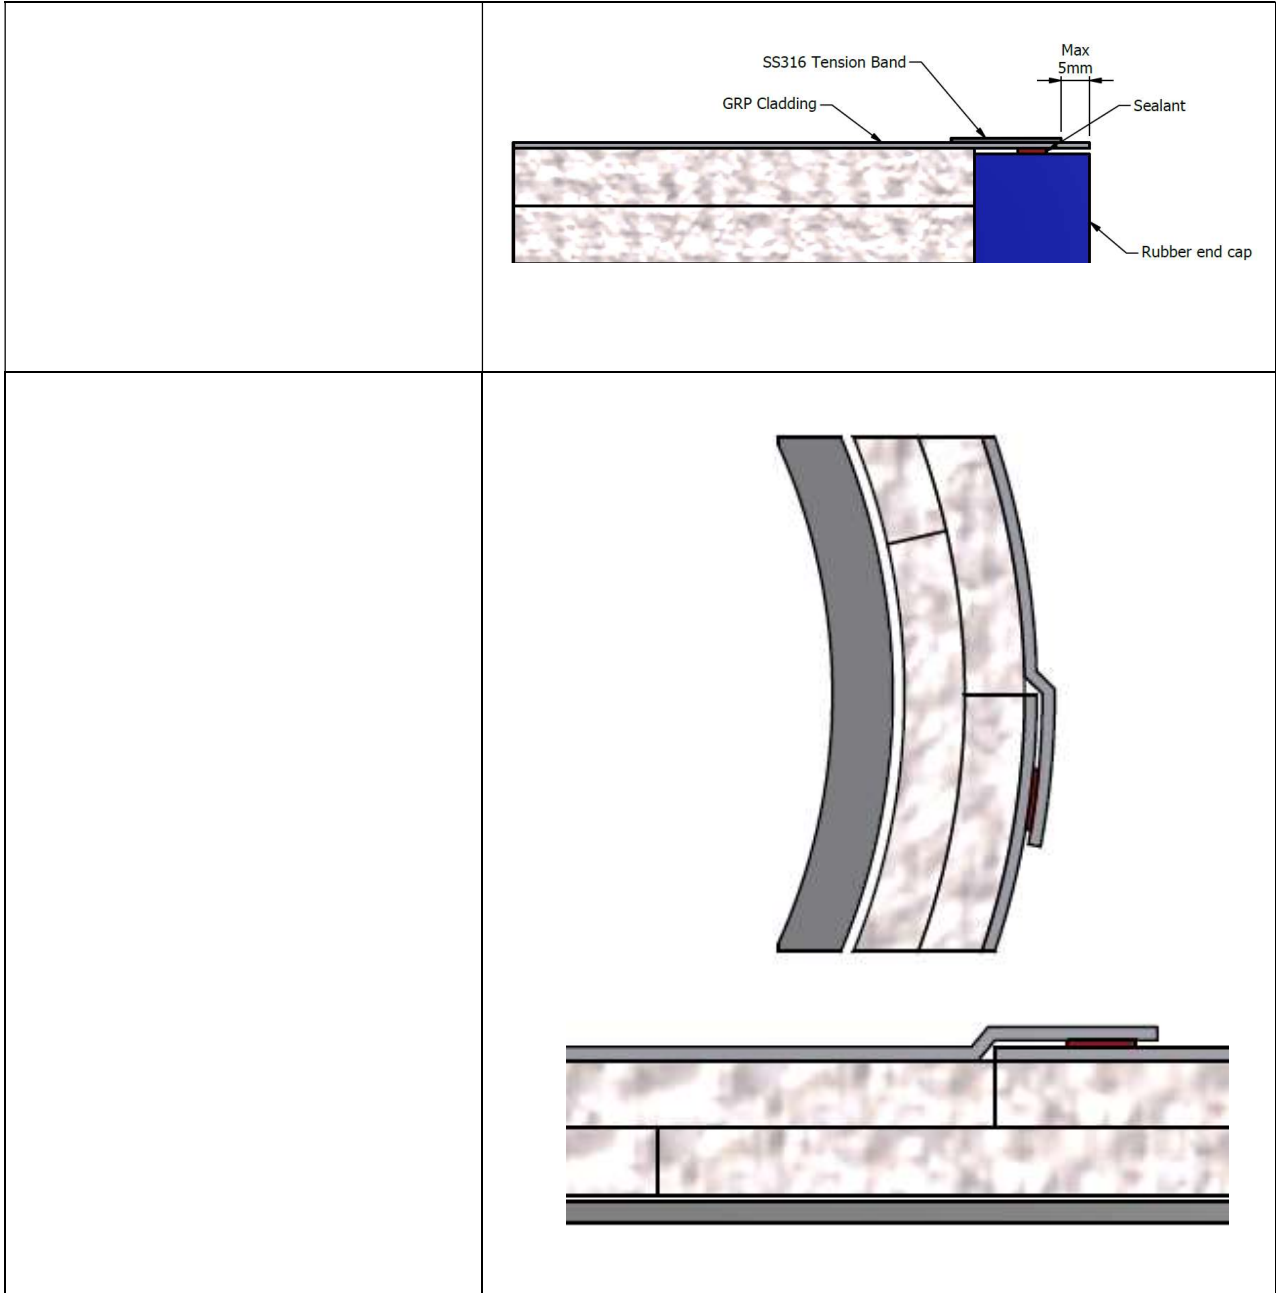 Max
5mm
SS316 Tension Band
GRP Cladding
Sealant
Rubber end cap